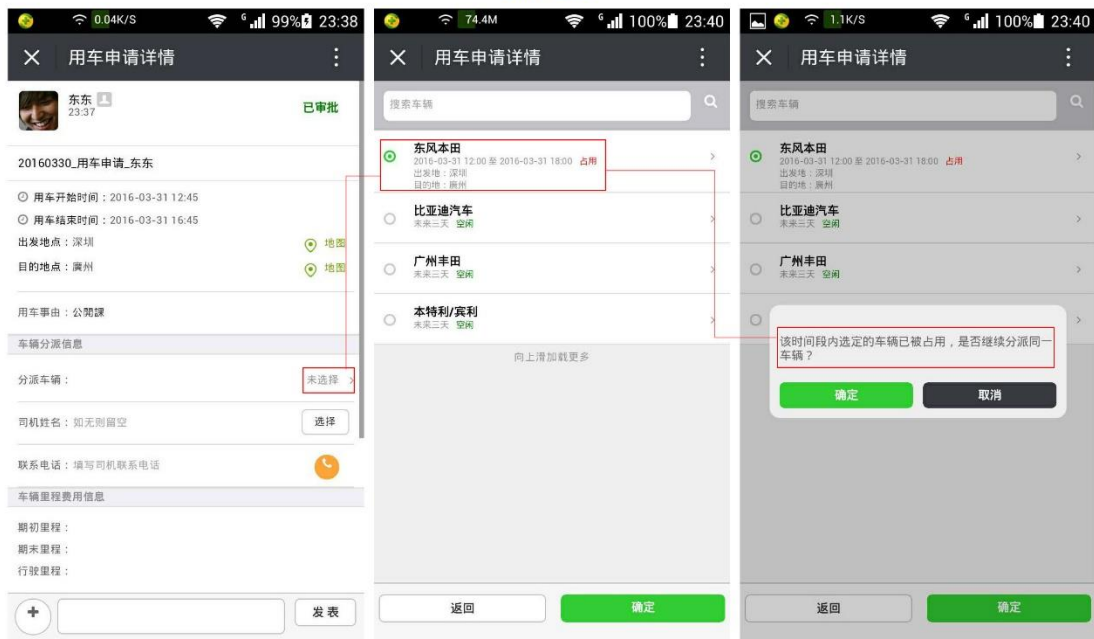 0.04K/S 99% 23:38
用车申请详情
东东
23:37
已审批
20160330_用车申请_东东
用车开始时间：2016-03-31 12:45
用车结束时间：2016-03-31 16:45
出发地点：深圳 地图
目的地点：廣州 地图
用车事由：公開課
车辆分派信息
分派车辆： 未选择
司机姓名：如无则留空 选择
联系电话：填写司机联系电话
车辆里程费用信息
期初里程：
期末里程：
行驶里程：
发表
74.4M 100% 23:40
用车申请详情
搜索车辆
东风本田
2016-03-31 12:00 至 2016-03-31 18:00 占用
出发地：深圳
目的地：廣州
比亚迪汽车
未来三天 空闲
广州丰田
未来三天 空闲
本特利/宾利
未来三天 空闲
向上滑加载更多
返回 确定
1.1K/S 100% 23:40
用车申请详情
搜索车辆
东风本田
2016-03-31 12:00 至 2016-03-31 18:00 占用
出发地：深圳
目的地：廣州
比亚迪汽车
未来三天 空闲
广州丰田
未来三天 空闲
该时间段内选定的车辆已被占用，是否继续分派同一
车辆？
确定 取消
返回 确定